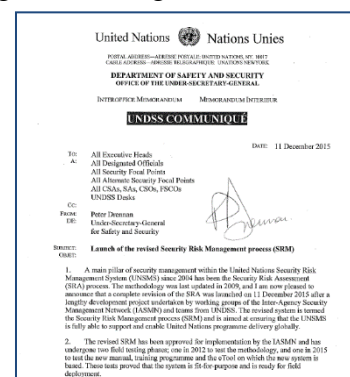 United Nations Nations Unies
POSTAL ADDRESS—ADRESSE POSTALE: UNITED NATIONS, N.Y. 10017
CABLE ADDRESS—ADRESSE TELEGRAPHIQUE: UNATIONS NEWYORK
DEPARTMENT OF SAFETY AND SECURITY
OFFICE OF THE UNDER-SECRETARY-GENERAL
INTEROFFICE MEMORANDUM MEMORANDUM INTERIEUR
UNDSS COMMUNIQUÉ
DATE: 11 December 2015
TO: All Executive Heads
A: All Designated Officials
All Security Focal Points
All Alternate Security Focal Points
All CSAs, SAs, CSOs, FSCOs
UNDSS Desks
CC:
FROM: Peter Drennan
DE: Under-Secretary-General
for Safety and Security
SUBJECT: Launch of the revised Security Risk Management process (SRM)
OBJET:
1. A main pillar of security management within the United Nations Security Risk
Management System (UNSMS) since 2004 has been the Security Risk Assessment
(SRA) process. The methodology was last updated in 2009, and I am now pleased to
announce that a complete revision of the SRA was launched on 11 December 2015 after a
lengthy development project undertaken by working groups of the Inter-Agency Security
Management Network (IASMN) and teams from UNDSS. The revised system is termed
the Security Risk Management process (SRM) and is aimed at ensuring that the UNSMS
is fully able to support and enable United Nations programme delivery globally.
2. The revised SRM has been approved for implementation by the IASMN and has
undergone two field testing phases; one in 2012 to test the methodology, and one in 2015
to test the new manual, training programme and the eTool on which the new system is
based. These tests proved that the system is fit-for-purpose and is ready for field
deployment.